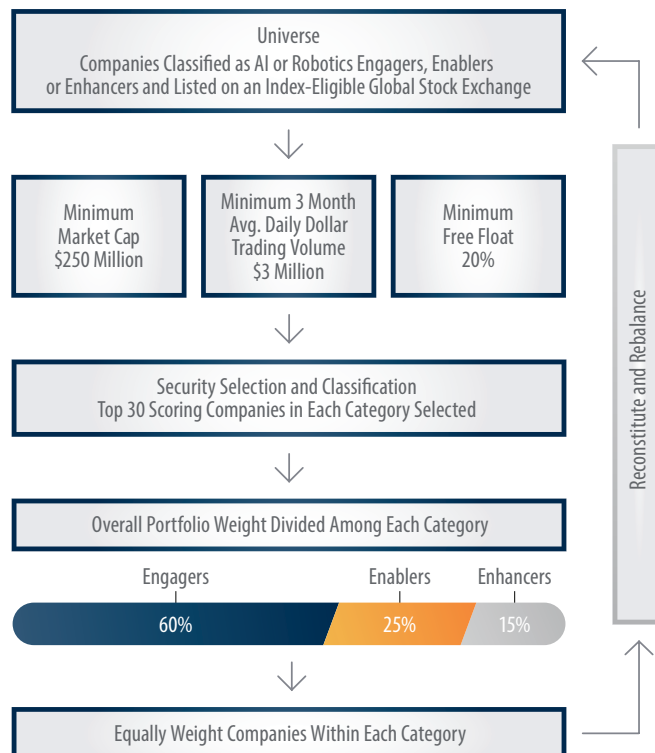 Universe
Companies Classified as AI or Robotics Engagers, Enablers
or Enhancers and Listed on an Index-Eligible Global Stock Exchange
Minimum
Market Cap
$250 Million
Minimum 3 Month
Avg. Daily Dollar
Trading Volume
$3 Million
Minimum
Free Float
20%
Security Selection and Classification
Top 30 Scoring Companies in Each Category Selected
Overall Portfolio Weight Divided Among Each Category
Engagers
Enablers
Enhancers
60%
25%
15%
Equally Weight Companies Within Each Category
Reconstitute and Rebalance